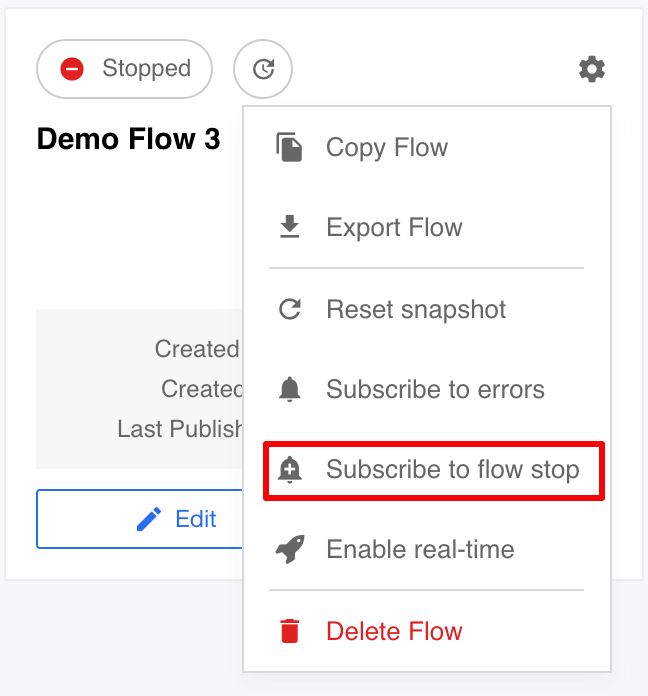 Stopped
Demo Flow 3
Copy Flow
Export Flow
Reset snapshot
Created
Subscribe to errors
Created
Last Publish
Subscribe to flow stop
Edit
Enable real-time
Delete Flow